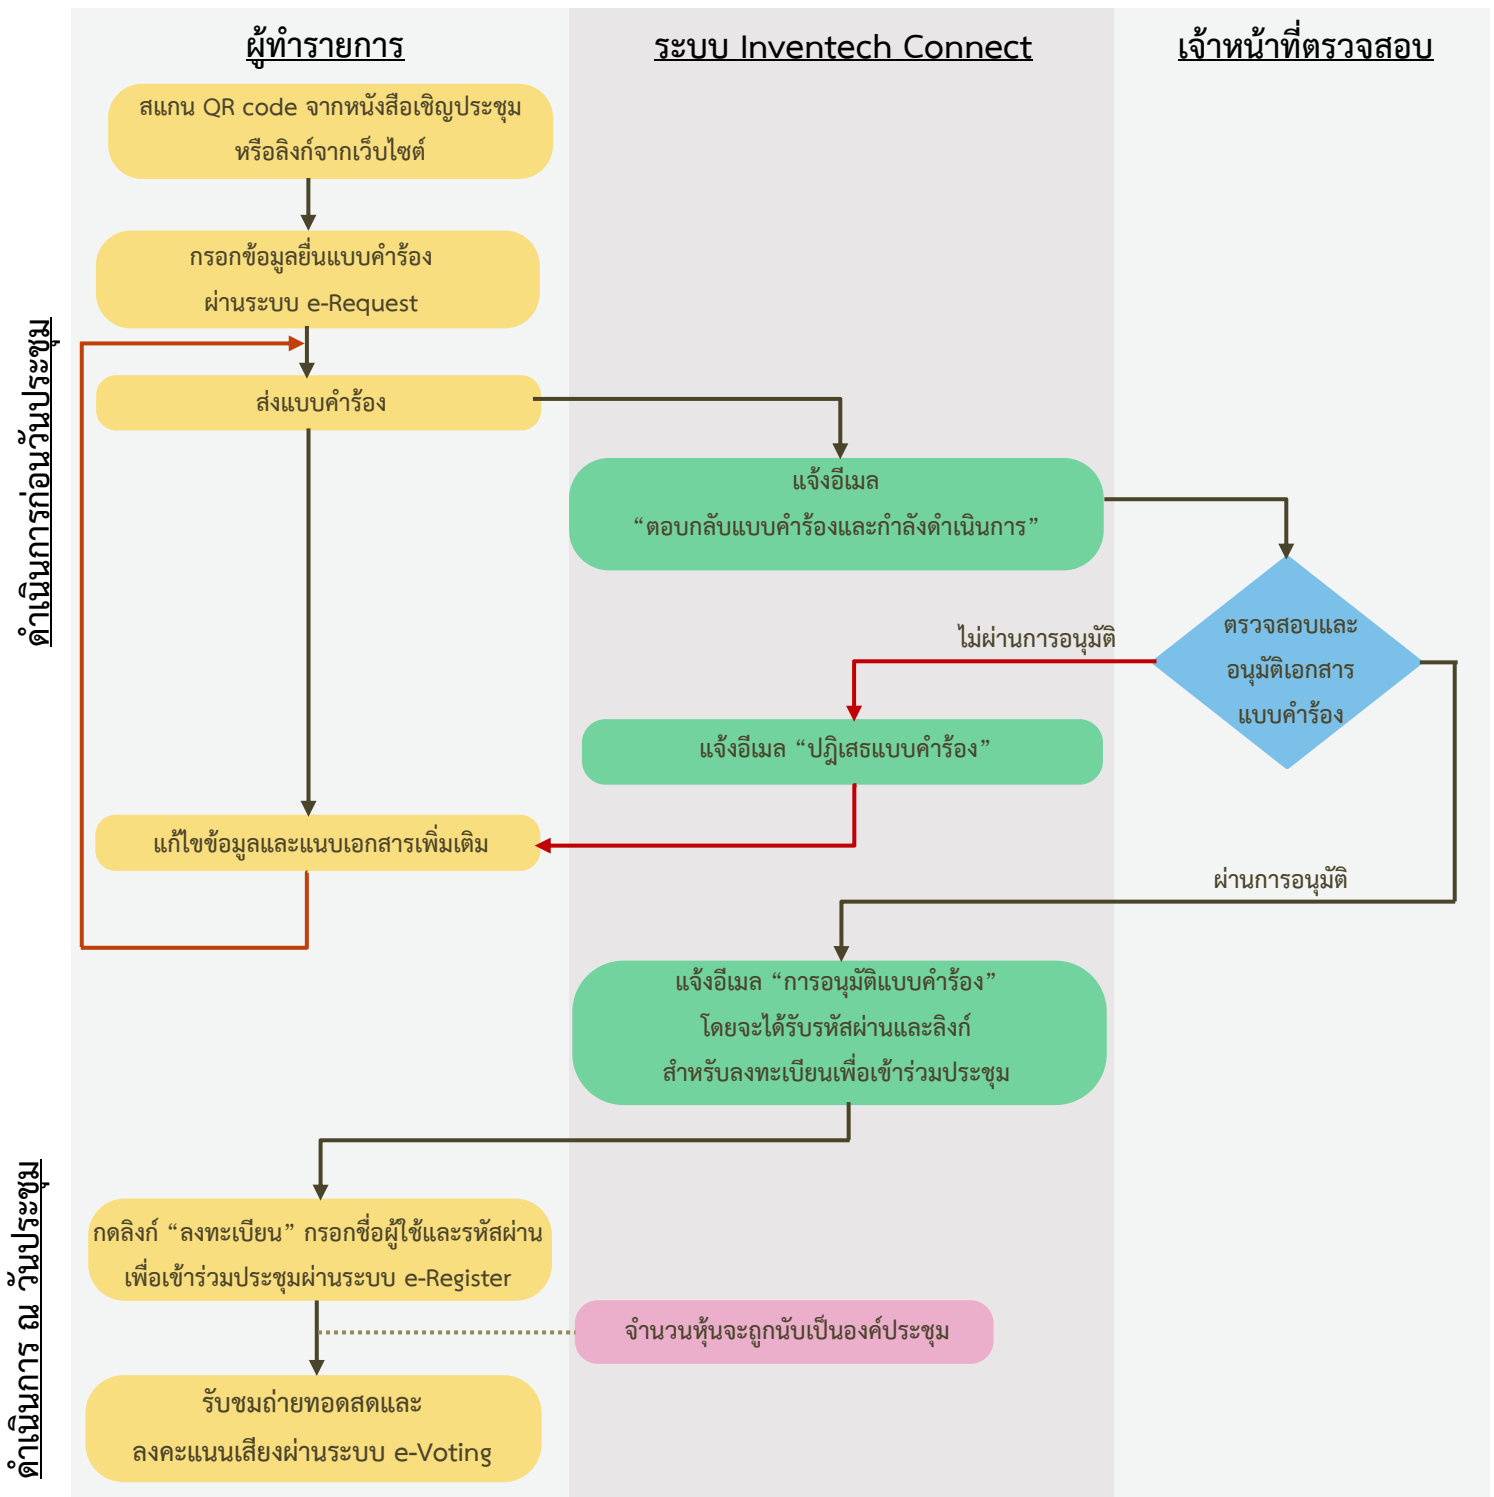 ผู้ทำรายการ
ระบบ Inventech Connect
เจ้าหน้าที่ตรวจสอบ
ดำเนินการก่อนวันประชุม
สแกน QR code จากหนังสือเชิญประชุม
หรือลิงก์จากเว็บไซต์
กรอกข้อมูลยื่นแบบคำร้อง
ผ่านระบบ e-Request
ส่งแบบคำร้อง
แจ้งอีเมล
“ตอบกลับแบบคำร้องและกำลังดำเนินการ”
ตรวจสอบและ
อนุมัติเอกสาร
แบบคำร้อง
ไม่ผ่านการอนุมัติ
แจ้งอีเมล “ปฎิเสธแบบคำร้อง”
แก้ไขข้อมูลและแนบเอกสารเพิ่มเติม
ผ่านการอนุมัติ
แจ้งอีเมล “การอนุมัติแบบคำร้อง”
โดยจะได้รับรหัสผ่านและลิงก์
สำหรับลงทะเบียนเพื่อเข้าร่วมประชุม
ดำเนินการ ณ วันประชุม
กดลิงก์ “ลงทะเบียน” กรอกชื่อผู้ใช้และรหัสผ่าน
เพื่อเข้าร่วมประชุมผ่านระบบ e-Register
จำนวนหุ้นจะถูกนับเป็นองค์ประชุม
รับชมถ่ายทอดสดและ
ลงคะแนนเสียงผ่านระบบ e-Voting